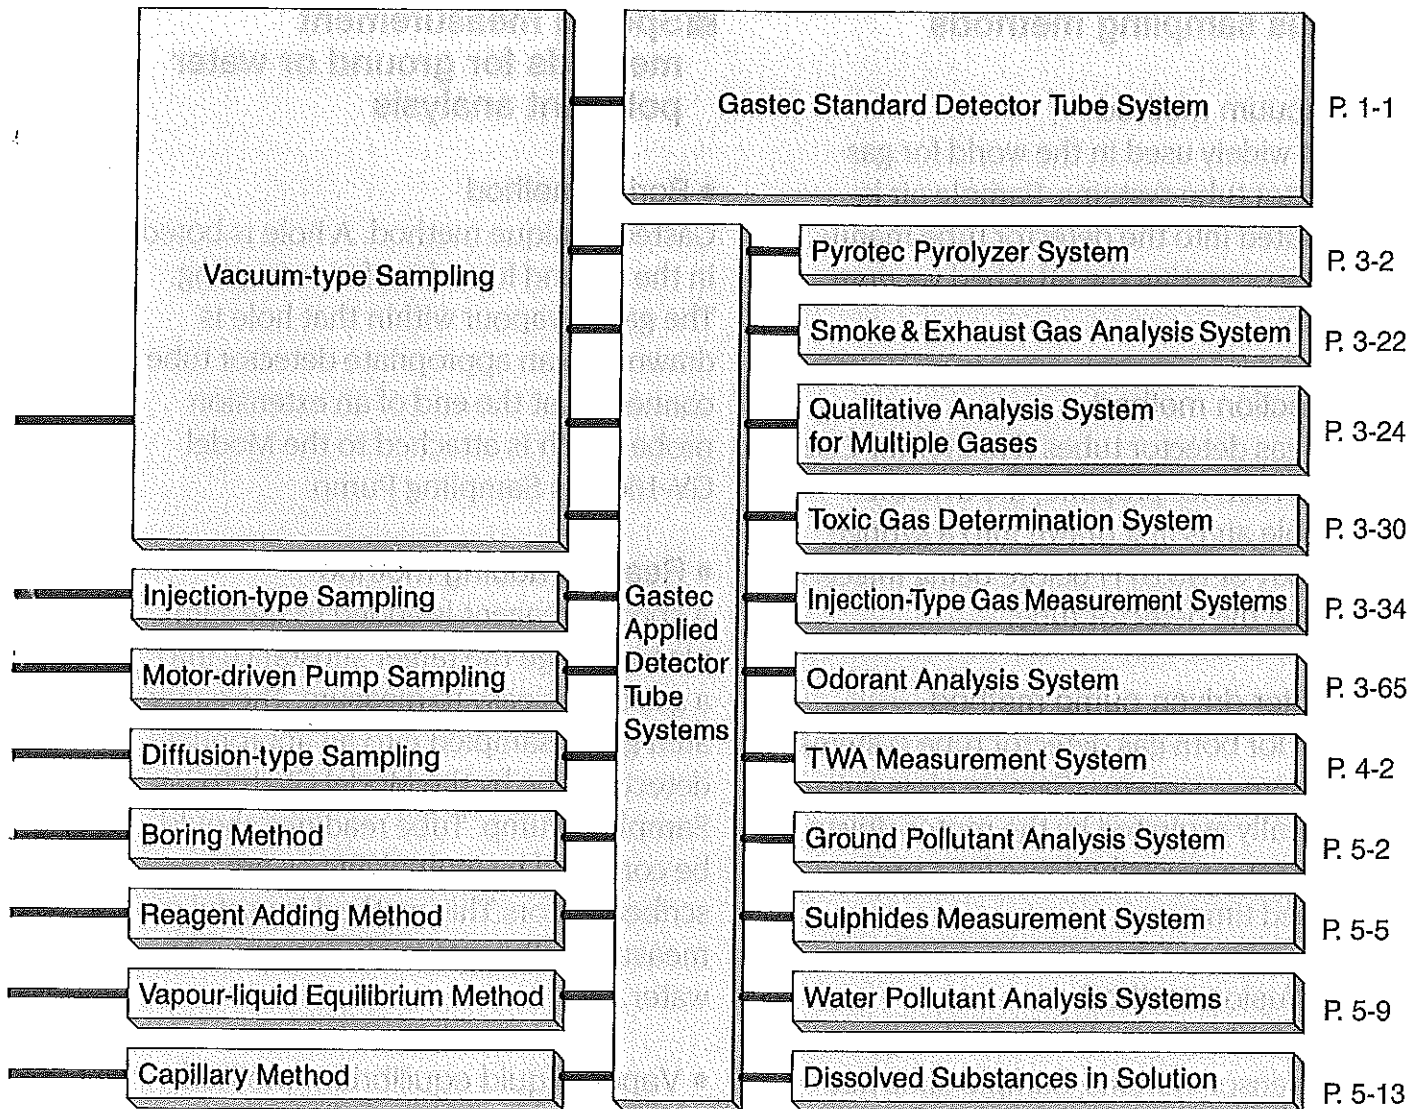 Gastec Standard Detector Tube System P. 1-1
Vacuum-type Sampling
Pyrotec Pyrolyzer System P. 3-2
Smoke & Exhaust Gas Analysis System P. 3-22
Qualitative Analysis System
for Multiple Gases P. 3-24
Toxic Gas Determination System P. 3-30
Injection-type Sampling
Motor-driven Pump Sampling
Diffusion-type Sampling
Boring Method
Reagent Adding Method
Vapour-liquid Equilibrium Method
Capillary Method
Gastec
Applied
Detector
Tube
Systems
Injection-Type Gas Measurement Systems P. 3-34
Odorant Analysis System P. 3-65
TWA Measurement System P. 4-2
Ground Pollutant Analysis System P. 5-2
Sulphides Measurement System P. 5-5
Water Pollutant Analysis Systems P. 5-9
Dissolved Substances in Solution P. 5-13